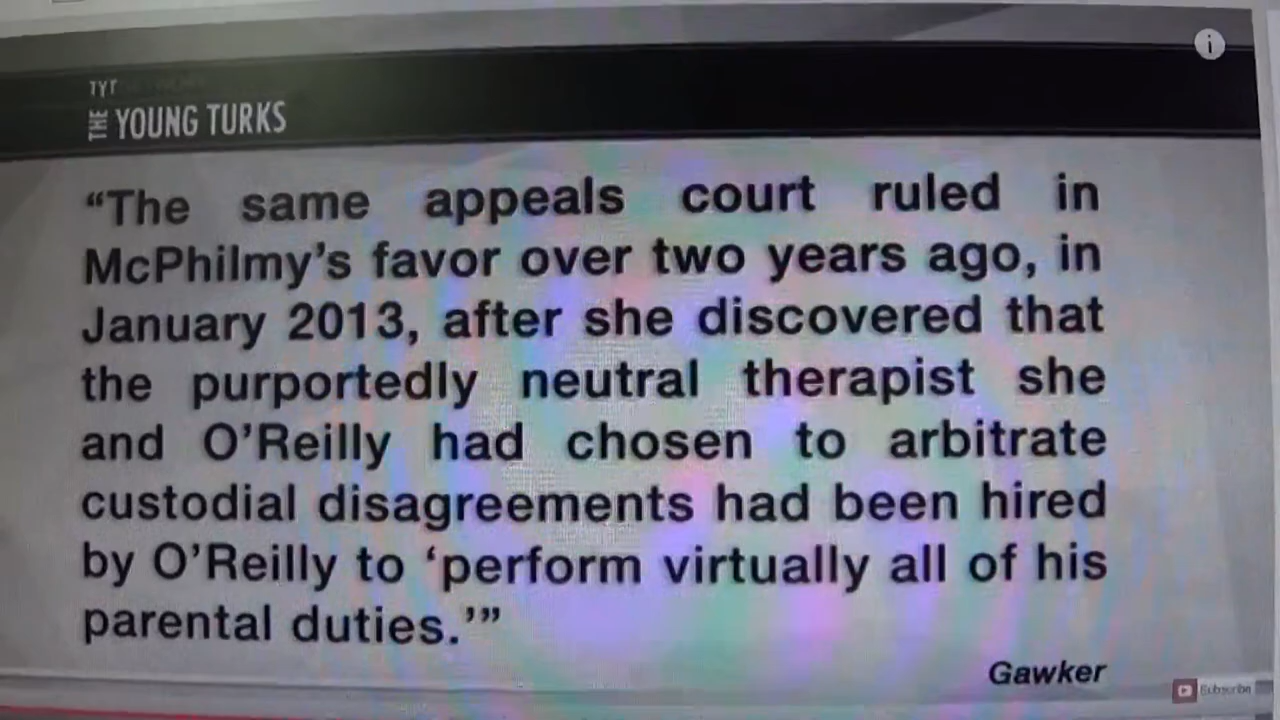 TYT
THE YOUNG TURKS
“The same appeals court ruled in
McPhilmy’s favor over two years ago, in
January 2013, after she discovered that
the purportedly neutral therapist she
and O’Reilly had chosen to arbitrate
custodial disagreements had been hired
by O’Reilly to ‘perform virtually all of his
parental duties.’”
Gawker
Subscribe